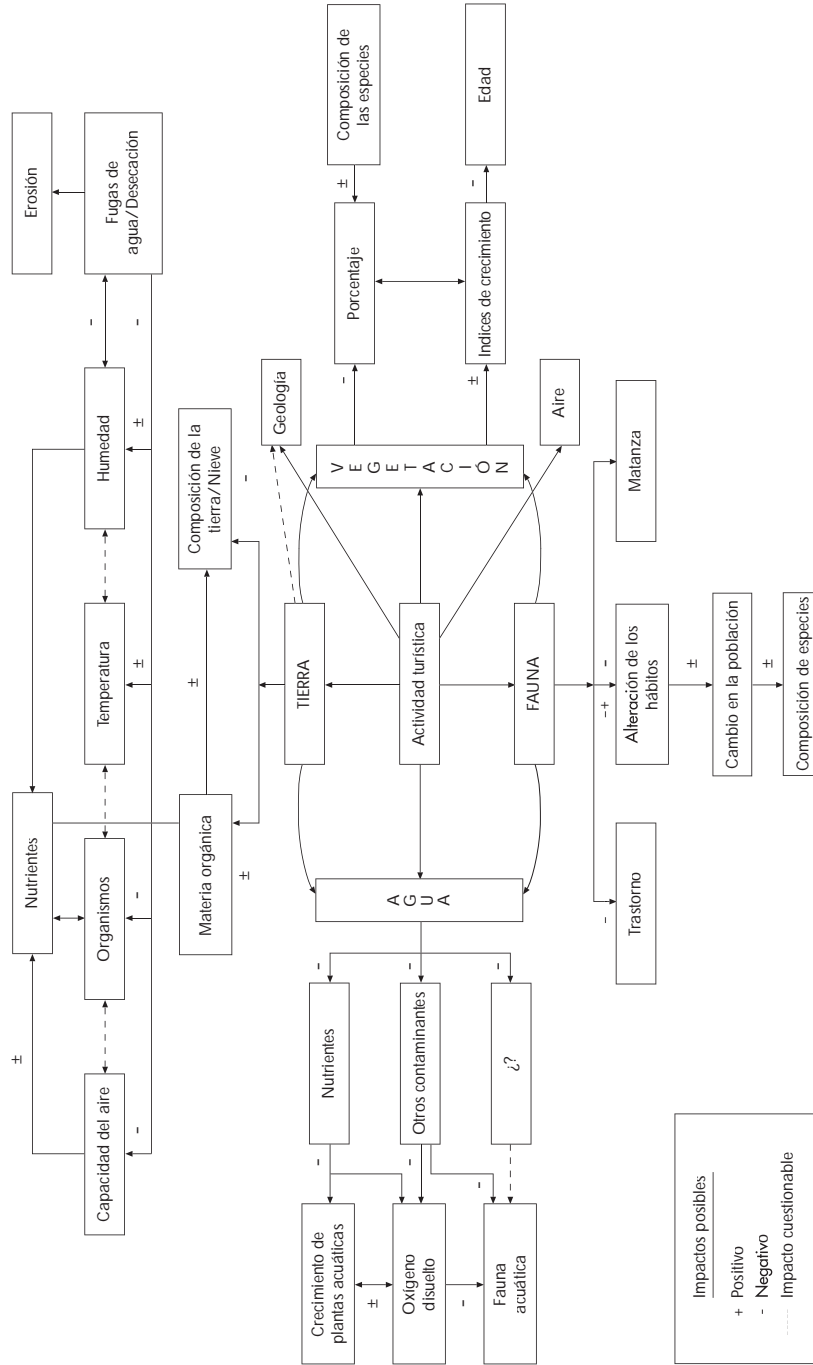 Erosión
Nutrientes
±
Capacidad del aire
Organismos
Temperatura
Humedad
-
Fugas de
agua/Desecación
-
-
±
±
-
Materia orgánica
±
Composición de la
tierra/Nieve
±
-
Geología
TIERRA
Actividad turística
FAUNA
AGUA
VEGETACIÓN
Aire
-
Porcentaje
±
Composición de
las especies
±
Indices de crecimiento
-
Edad
-
Nutrientes
-
Otros contaminantes
-
¿?
-
-
-
Crecimiento de
plantas acuáticas
±
Oxígeno
disuelto
-
Fauna
acuática
-
-+
-
Trastorno
Alteración de los
hábitos
Matanza
±
Cambio en la población
±
Composición de especies
Impactos posibles
+ Positivo
- Negativo
Impacto cuestionable